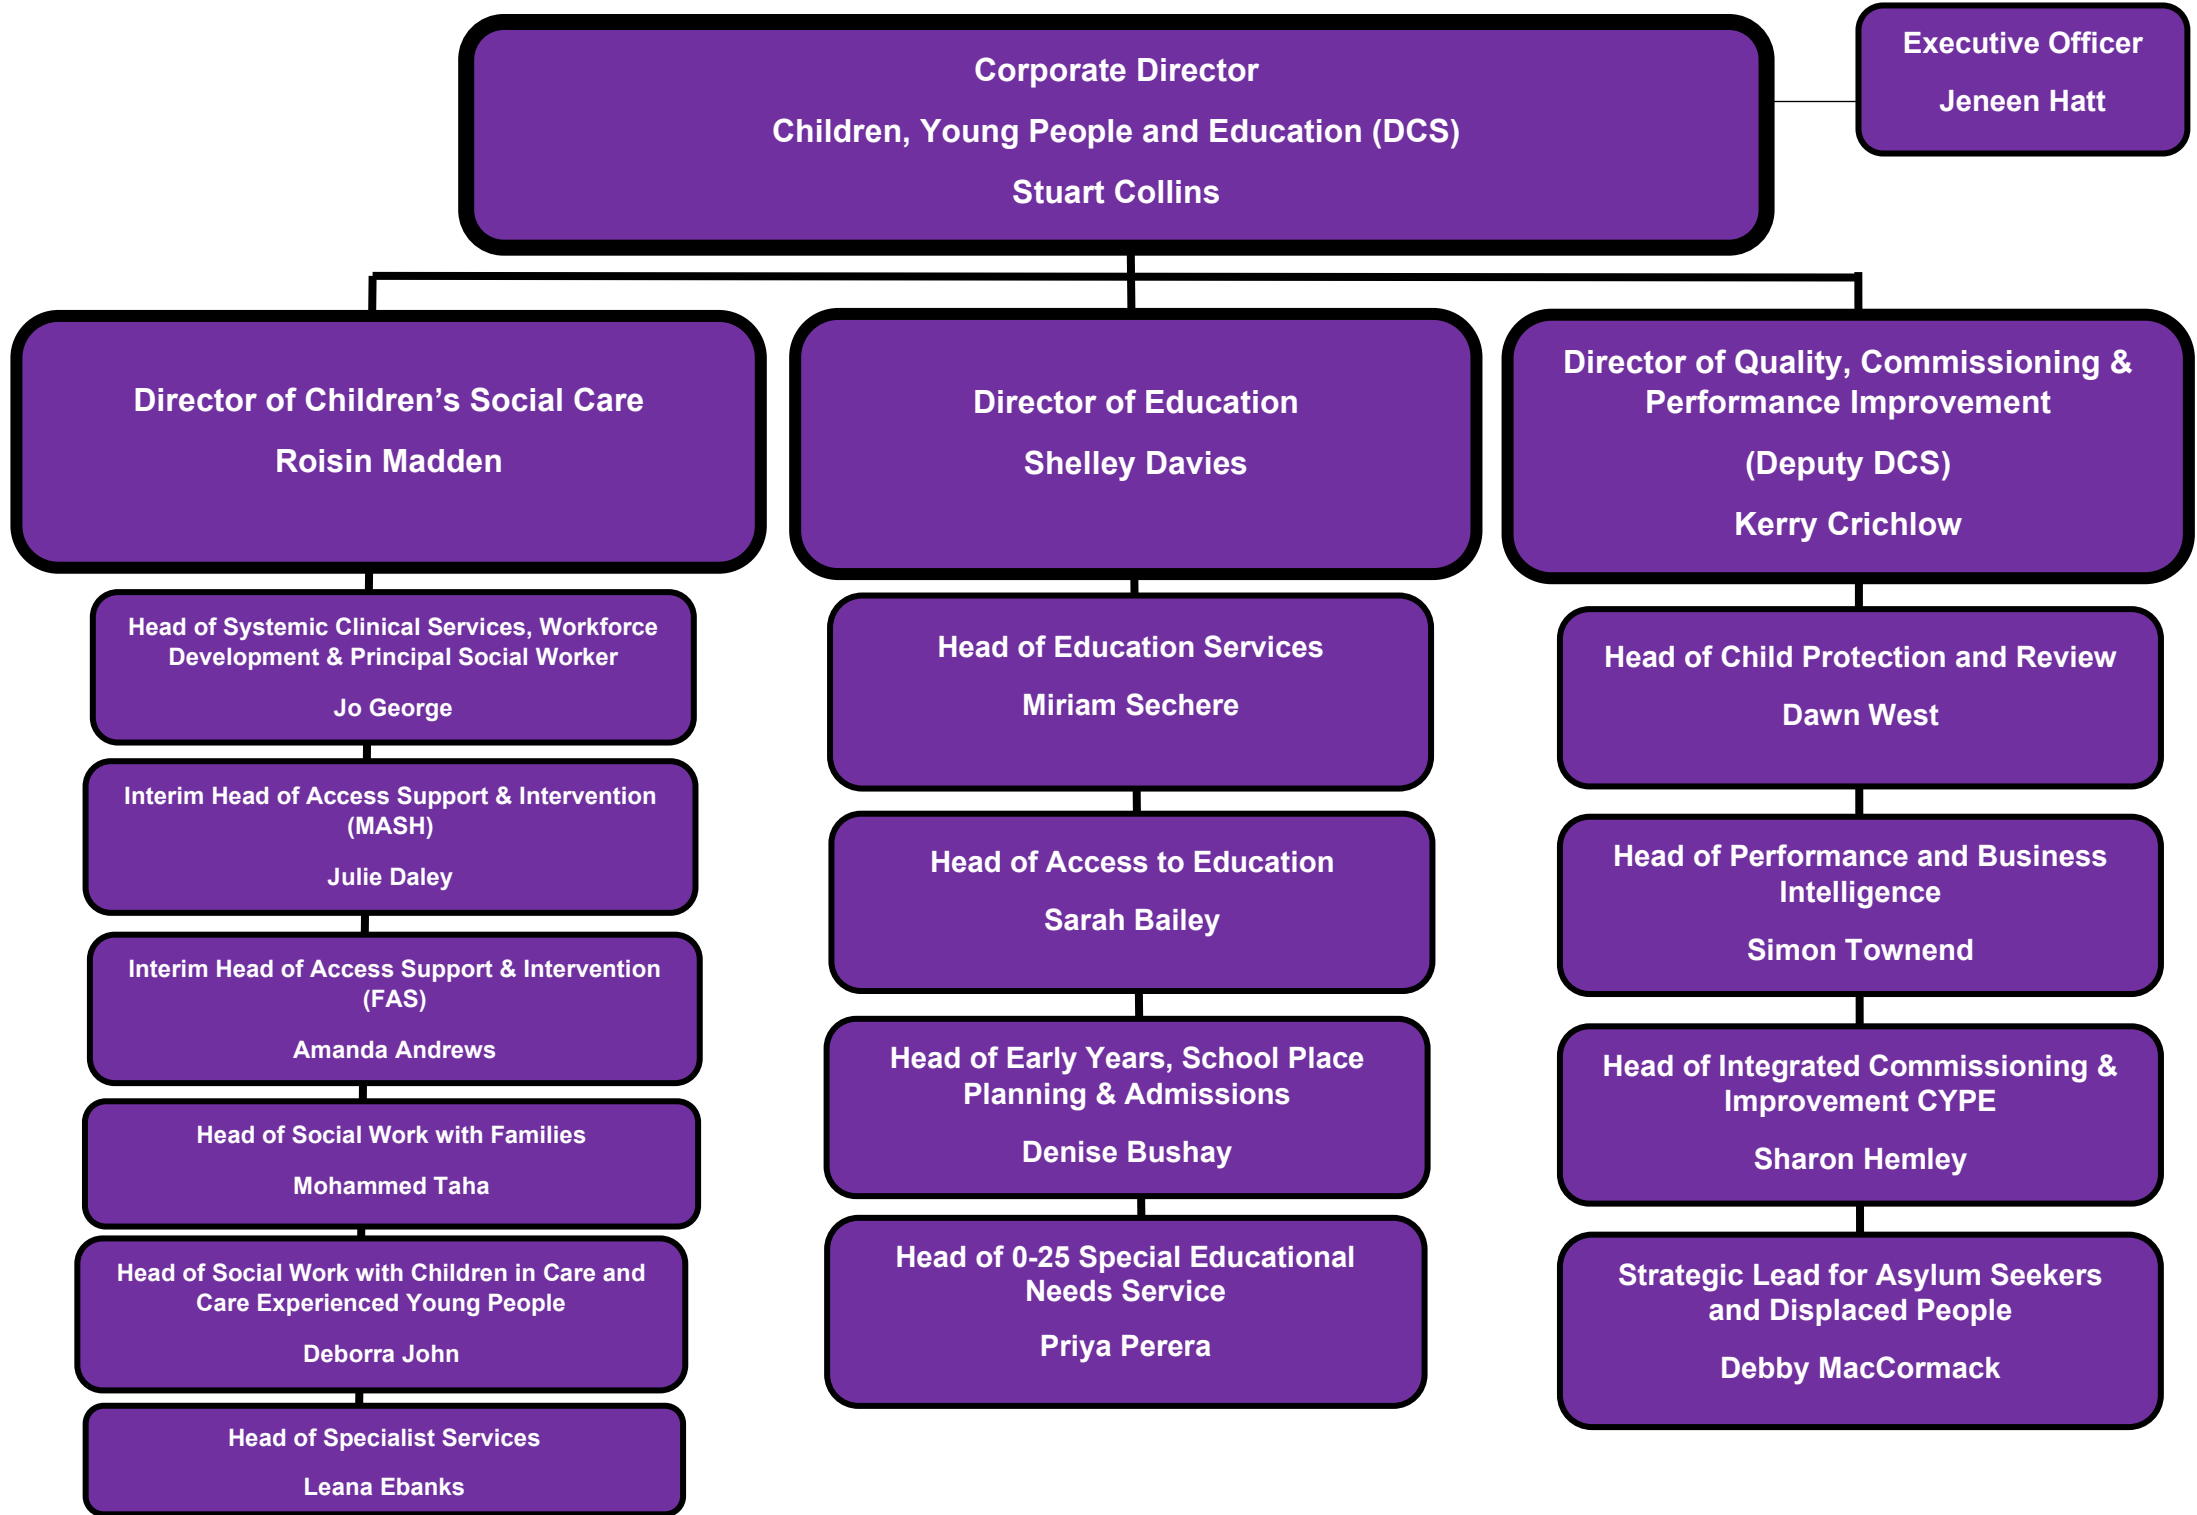 Corporate Director
Children, Young People and Education (DCS)
Stuart Collins
Executive Officer
Jeneen Hatt
Director of Children’s Social Care
Roisin Madden
Head of Systemic Clinical Services, Workforce
Development & Principal Social Worker
Jo George
Interim Head of Access Support & Intervention
(MASH)
Julie Daley
Interim Head of Access Support & Intervention
(FAS)
Amanda Andrews
Head of Social Work with Families
Mohammed Taha
Head of Social Work with Children in Care and
Care Experienced Young People
Deborra John
Head of Specialist Services
Leana Ebanks
Director of Education
Shelley Davies
Head of Education Services
Miriam Sechere
Head of Access to Education
Sarah Bailey
Head of Early Years, School Place
Planning & Admissions
Denise Bushay
Head of 0-25 Special Educational
Needs Service
Priya Perera
Director of Quality, Commissioning &
Performance Improvement
(Deputy DCS)
Kerry Crichlow
Head of Child Protection and Review
Dawn West
Head of Performance and Business
Intelligence
Simon Townend
Head of Integrated Commissioning &
Improvement CYPE
Sharon Hemley
Strategic Lead for Asylum Seekers
and Displaced People
Debby MacCormack